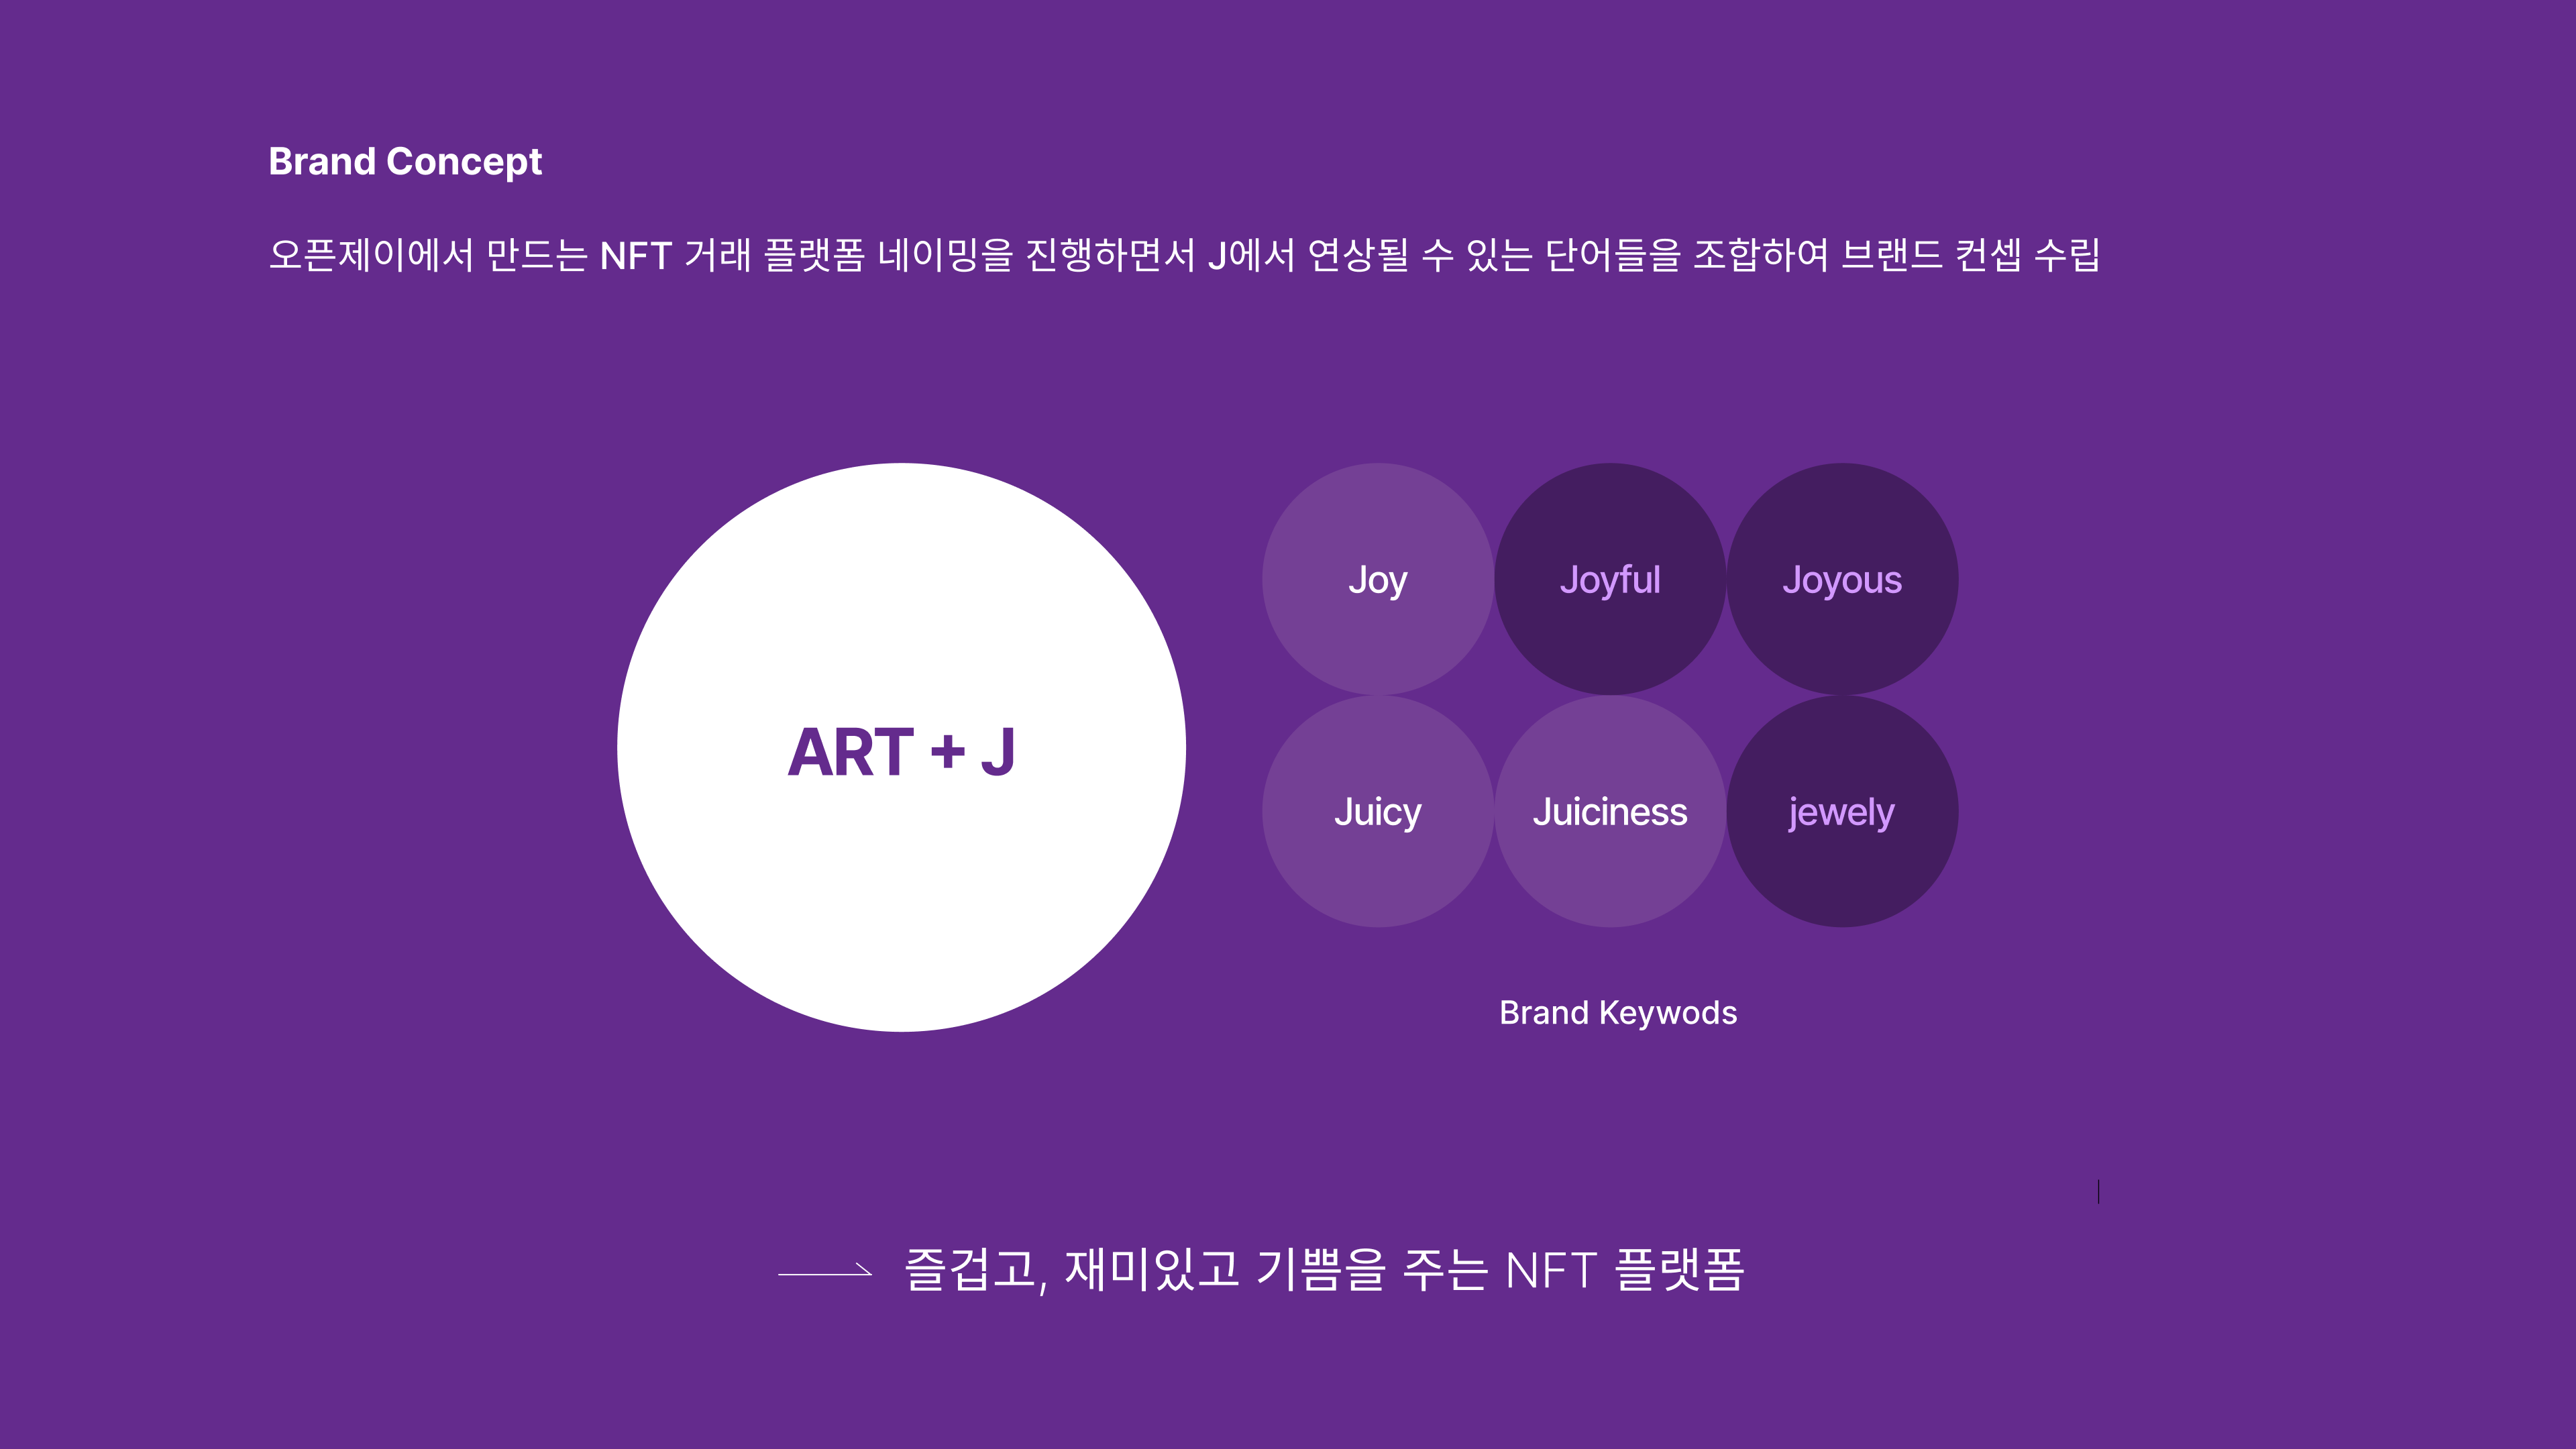 Brand Concept
오픈제이에서 만드는 NFT 거래 플랫폼 네이밍을 진행하면서 J에서 연상될 수 있는 단어들을 조합하여 브랜드 컨셉 수립
ART + J
Joy
Joyful
Joyous
Juicy
Juiciness
jewely
Brand Keywods
즐겁고, 재미있고 기쁨을 주는 NFT 플랫폼